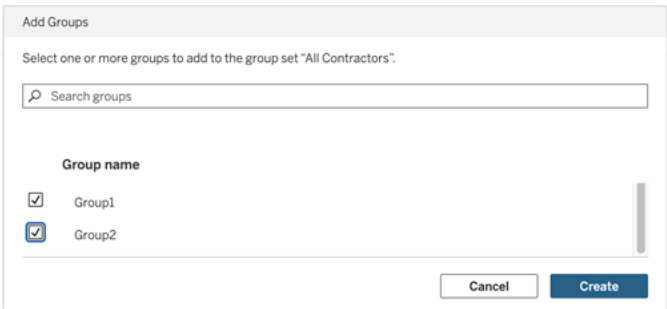 Add Groups
Select one or more groups to add to the group set “All Contractors”.
Search groups
Group name
Group1
Group2
Cancel Create